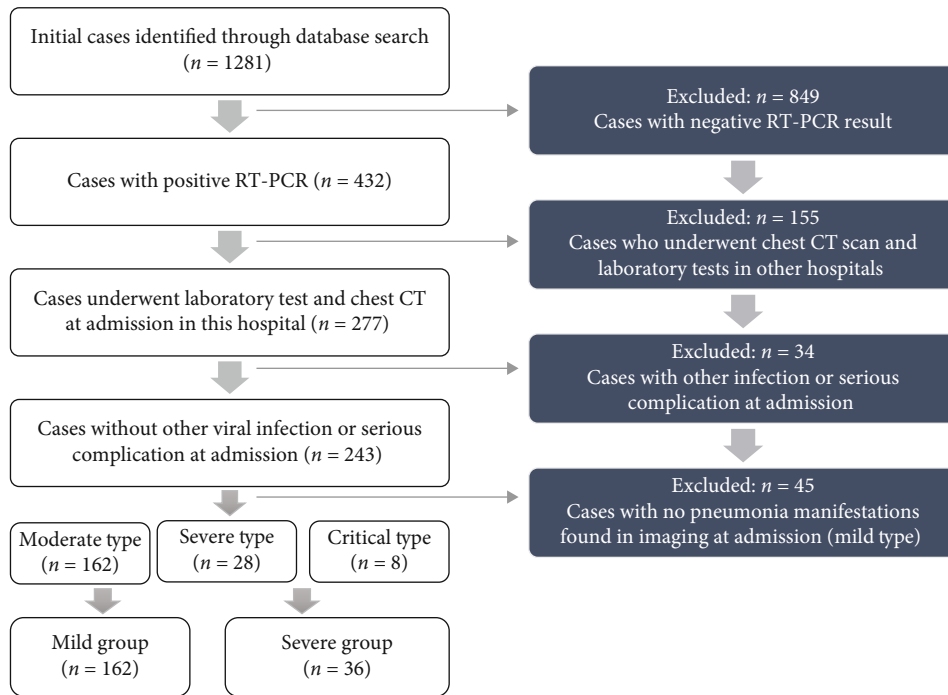 Initial cases identified through database search
(n = 1281)
Excluded: n = 849
Cases with negative RT-PCR result
Cases with positive RT-PCR (n = 432)
Excluded: n = 155
Cases who underwent chest CT scan and
laboratory tests in other hospitals
Cases underwent laboratory test and chest CT
at admission in this hospital (n = 277)
Excluded: n = 34
Cases with other infection or serious
complication at admission
Cases without other viral infection or serious
complication at admission (n = 243)
Excluded: n = 45
Cases with no pneumonia manifestations
found in imaging at admission (mild type)
Moderate type
(n = 162)
Severe type
(n = 28)
Critical type
(n = 8)
Mild group
(n = 162)
Severe group
(n = 36)